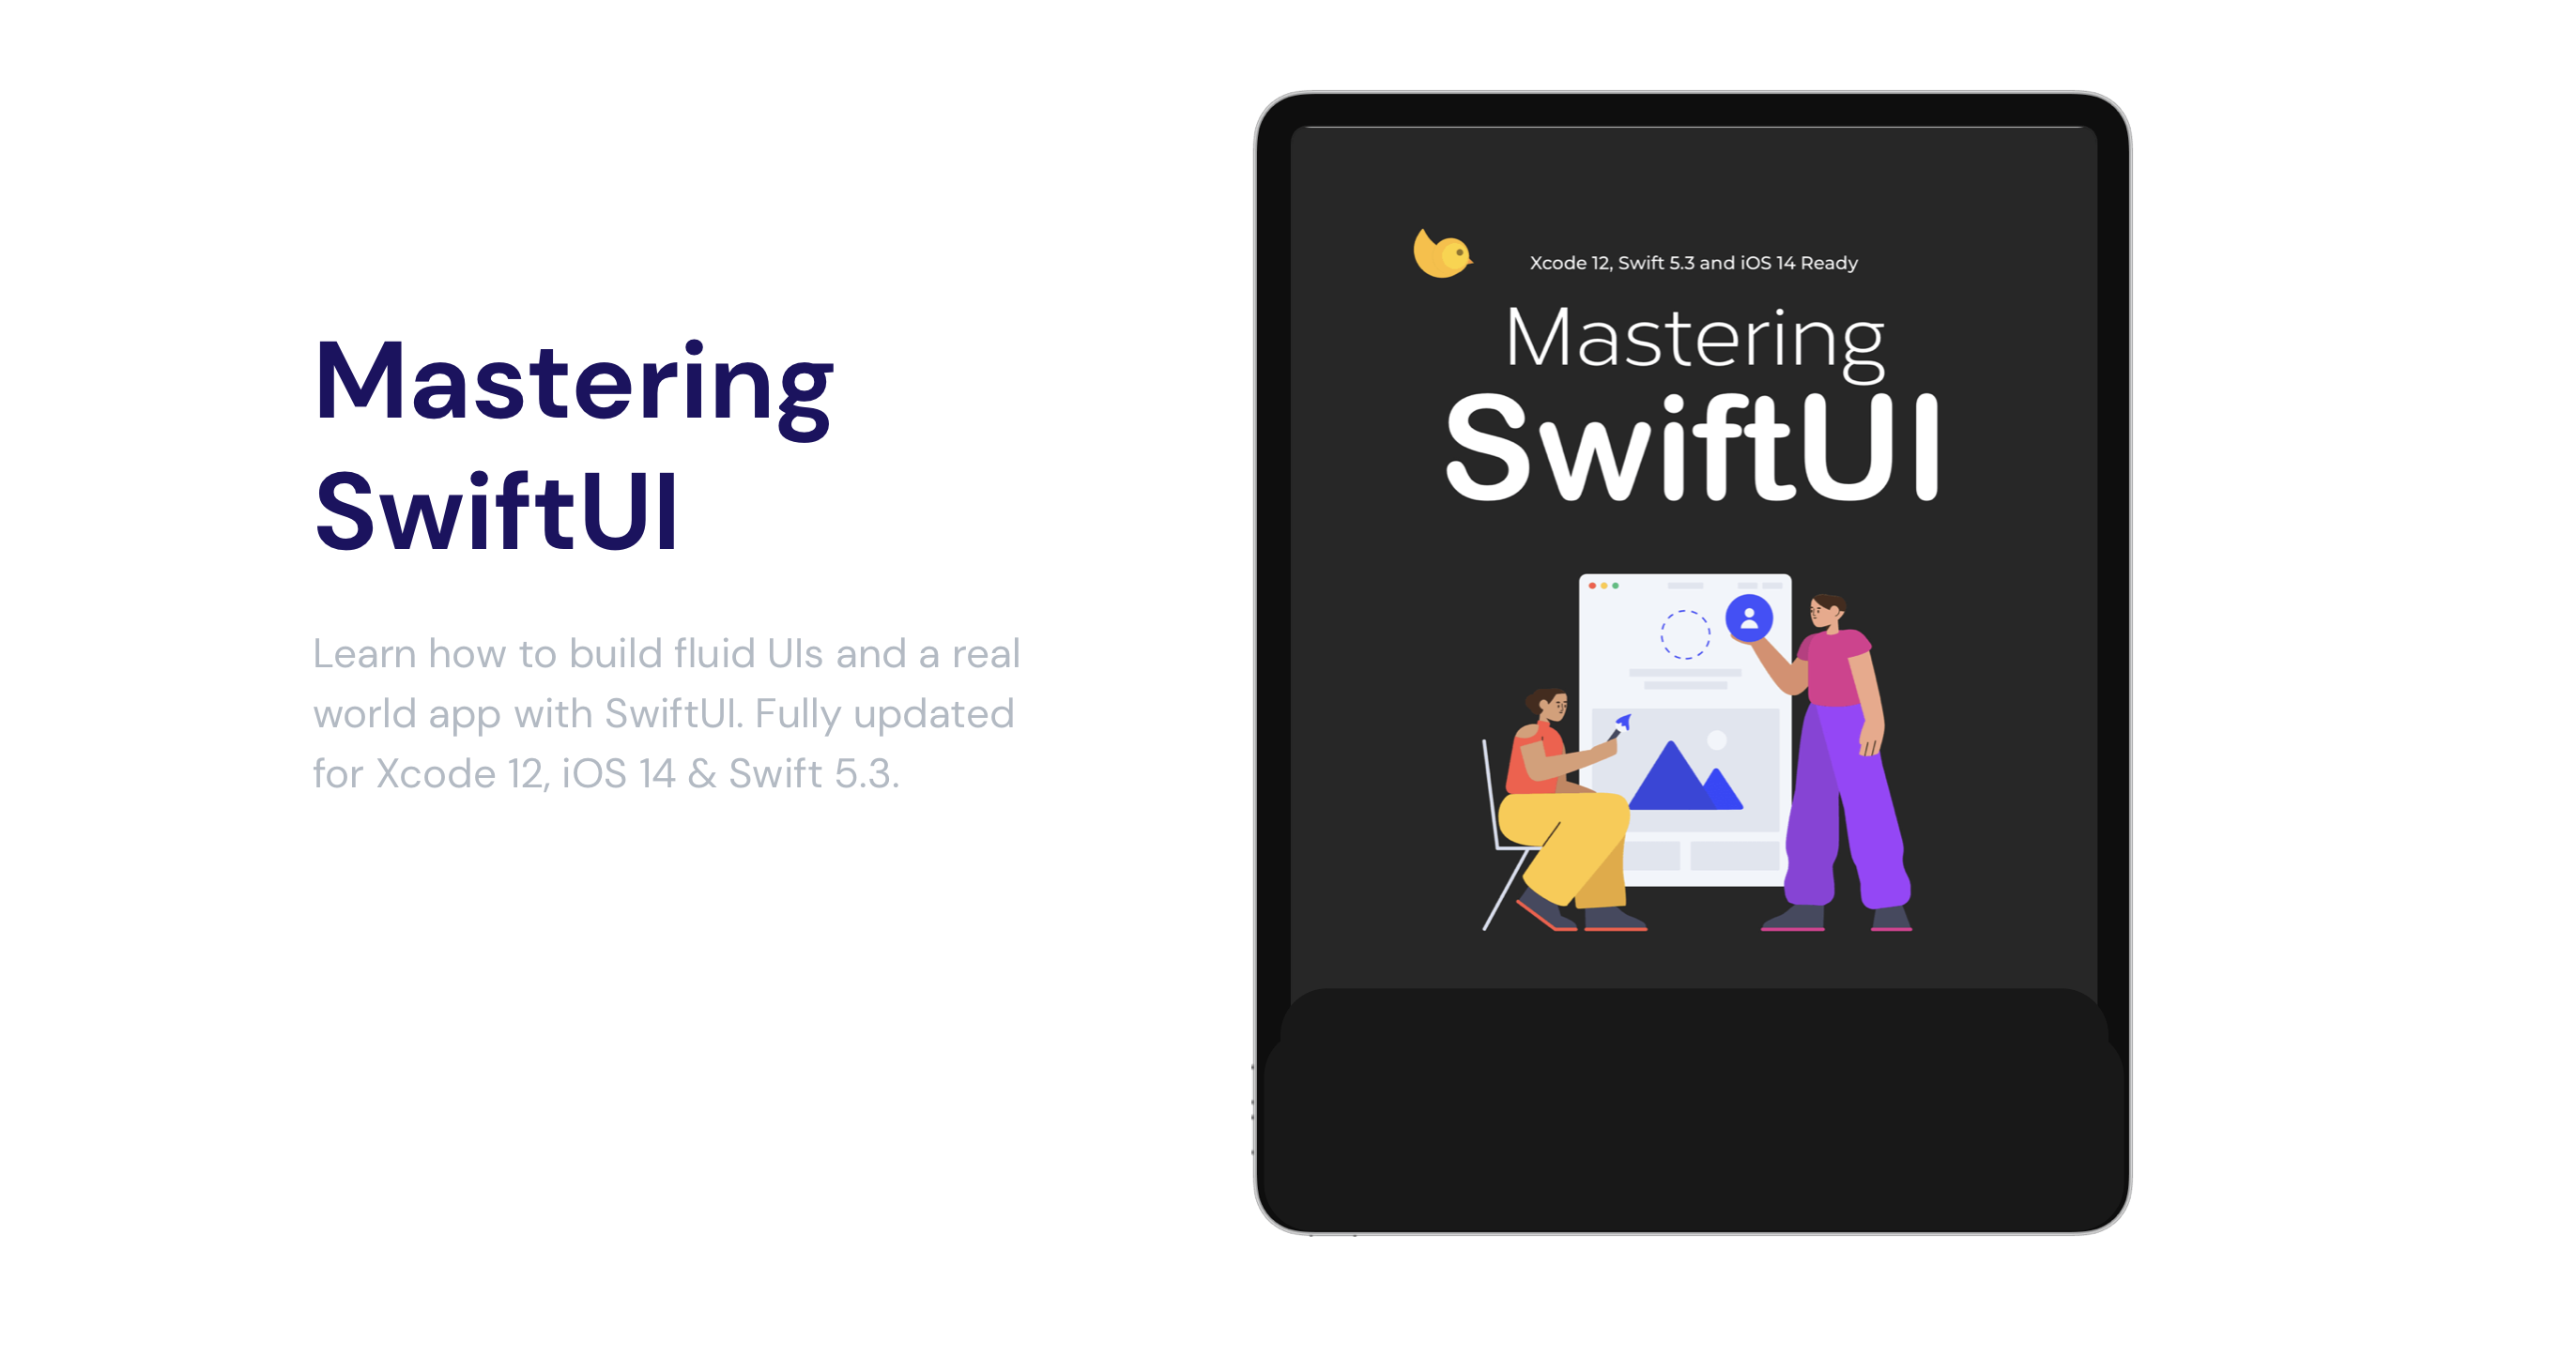 Mastering
SwiftUI
Learn how to build fluid UIs and a real
world app with SwiftUI. Fully updated
for Xcode 12, iOS 14 & Swift 5.3.
Xcode 12, Swift 5.3 and iOS 14 Ready
Mastering
SwiftUI